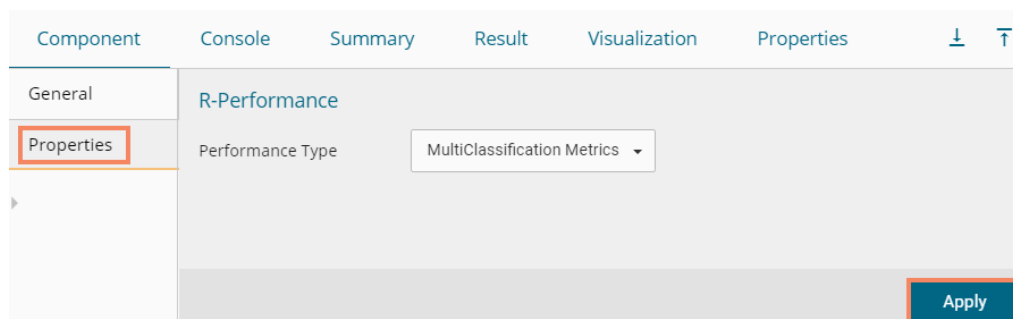 Component Console Summary Result Visualization Properties
General
R-Performance
Properties
Performance Type MultiClassification Metrics
Apply